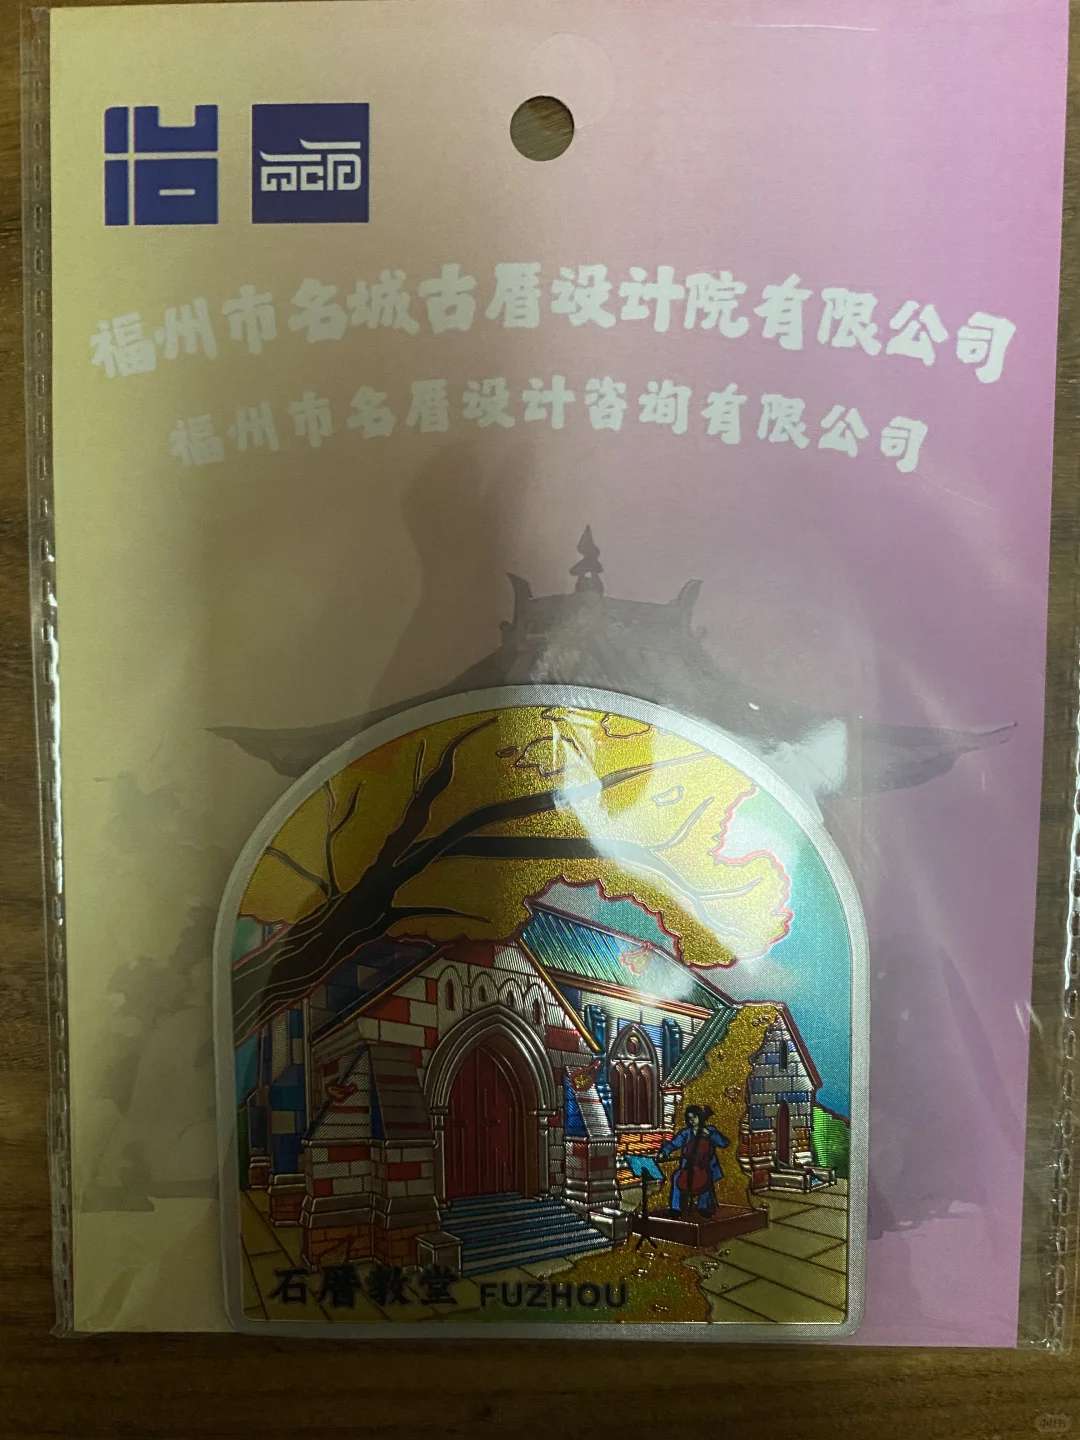 福州市名城古厝设计院有限公司
福州市名厝设计咨询有限公司
石厝教堂 FUZHOU